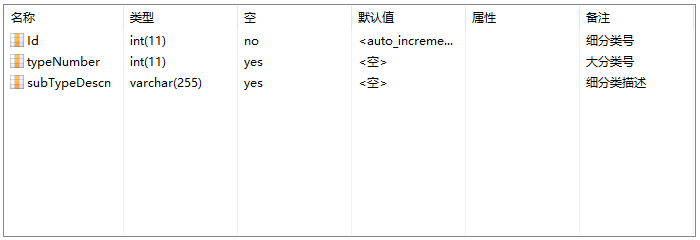 名称 类型 空 默认值 属性 备注
Id int(11) no <auto_increme... 细分类号
typeNumber int(11) yes <空> 大分类号
subTypeDescn varchar(255) yes <空> 细分类描述